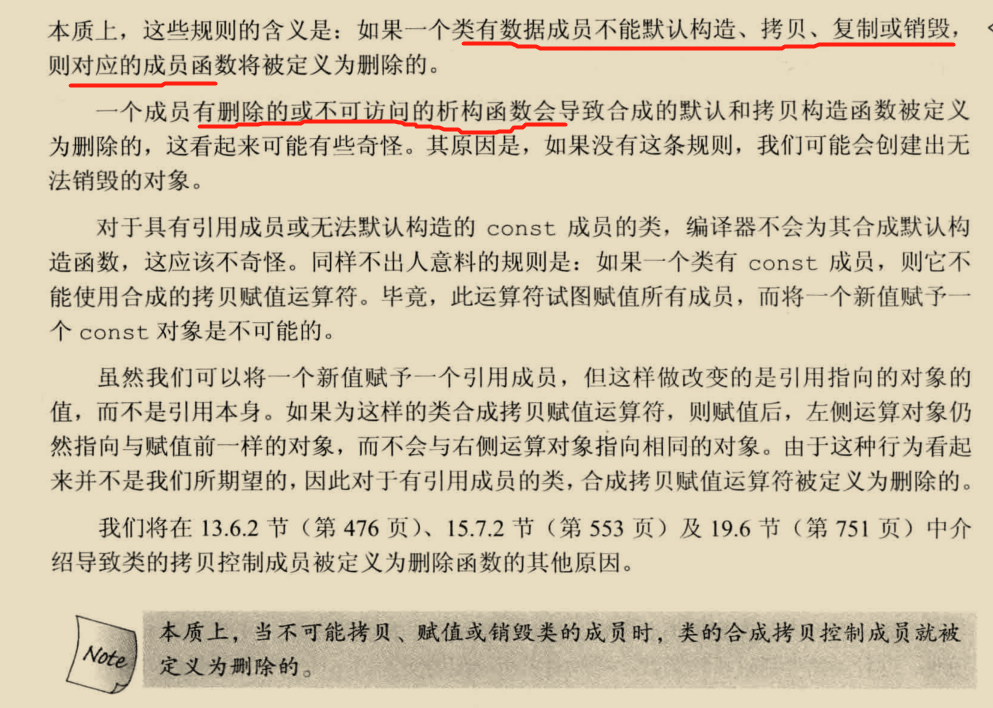 本质上，这些规则的含义是：如果一个类有数据成员不能默认构造、拷贝、复制或销毁，
则对应的成员函数将被定义为删除的。
一个成员有删除的或不可访问的析构函数会导致合成的默认和拷贝构造函数被定义
为删除的，这看起来可能有些奇怪。其原因是，如果没有这条规则，我们可能会创建出无
法销毁的对象。
对于具有引用成员或无法默认构造的 const 成员的类，编译器不会为其合成默认构
造函数，这应该不奇怪。同样不出人意料的规则是：如果一个类有 const 成员，则它不
能使用合成的拷贝赋值运算符。毕竟，此运算符试图赋值所有成员，而将一个新值赋予一
个 const 对象是不可能的。
虽然我们可以将一个新值赋予一个引用成员，但这样做改变的是引用指向的对象的
值，而不是引用本身。如果为这样的类合成拷贝赋值运算符，则赋值后，左侧运算对象仍
然指向与赋值前一样的对象，而不会与右侧运算对象指向相同的对象。由于这种行为看起
来并不是我们所期望的，因此对于有引用成员的类，合成拷贝赋值运算符被定义为删除的。
我们将在 13.6.2 节（第 476 页）、15.7.2 节（第 553 页）及 19.6 节（第 751 页）中介
绍导致类的拷贝控制成员被定义为删除函数的其他原因。
Note
本质上，当不可能拷贝、赋值或销毁类的成员时，类的合成拷贝控制成员就被
定义为删除的。